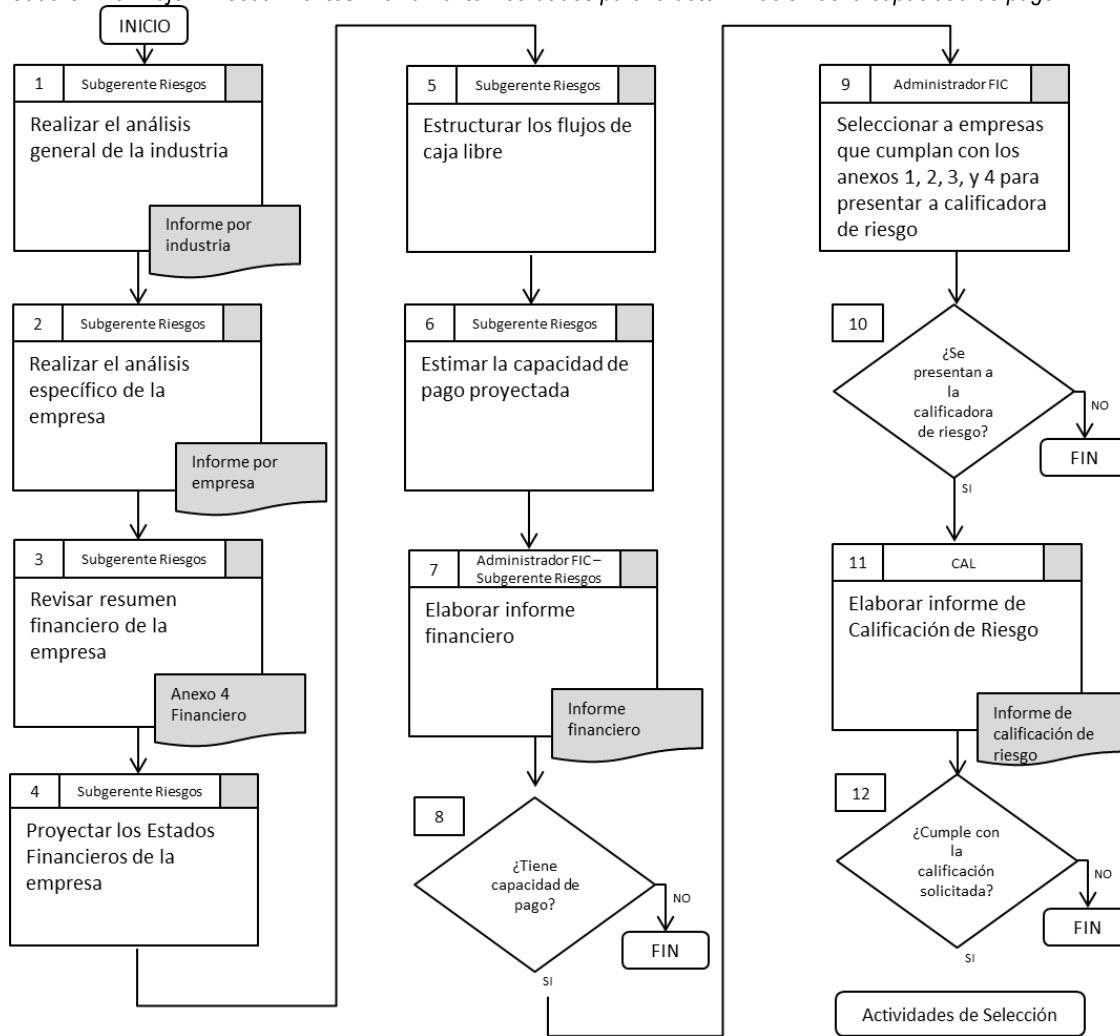 INICIO
1 Subgerente Riesgos
Realizar el análisis
general de la industria
Informe por
industria
2 Subgerente Riesgos
Realizar el análisis
específico de la
empresa
Informe por
empresa
3 Subgerente Riesgos
Revisar resumen
financiero de la
empresa
Anexo 4
Financiero
4 Subgerente Riesgos
Proyectar los Estados
Financieros de la
empresa
5 Subgerente Riesgos
Estructurar los flujos de
caja libre
6 Subgerente Riesgos
Estimar la capacidad de
pago proyectada
7 Administrador FIC –
Subgerente Riesgos
Elaborar informe
financiero
Informe
financiero
8
¿Tiene
capacidad de
pago?
NO
FIN
SI
9 Administrador FIC
Seleccionar a empresas
que cumplan con los
anexos 1, 2, 3, y 4 para
presentar a calificadora
de riesgo
10
¿Se
presentan a
la
calificadora
de riesgo?
NO
FIN
SI
11 CAL
Elaborar informe de
Calificación de Riesgo
Informe de
calificación de
riesgo
12
¿Cumple con
la
calificación
solicitada?
NO
FIN
SI
Actividades de Selección